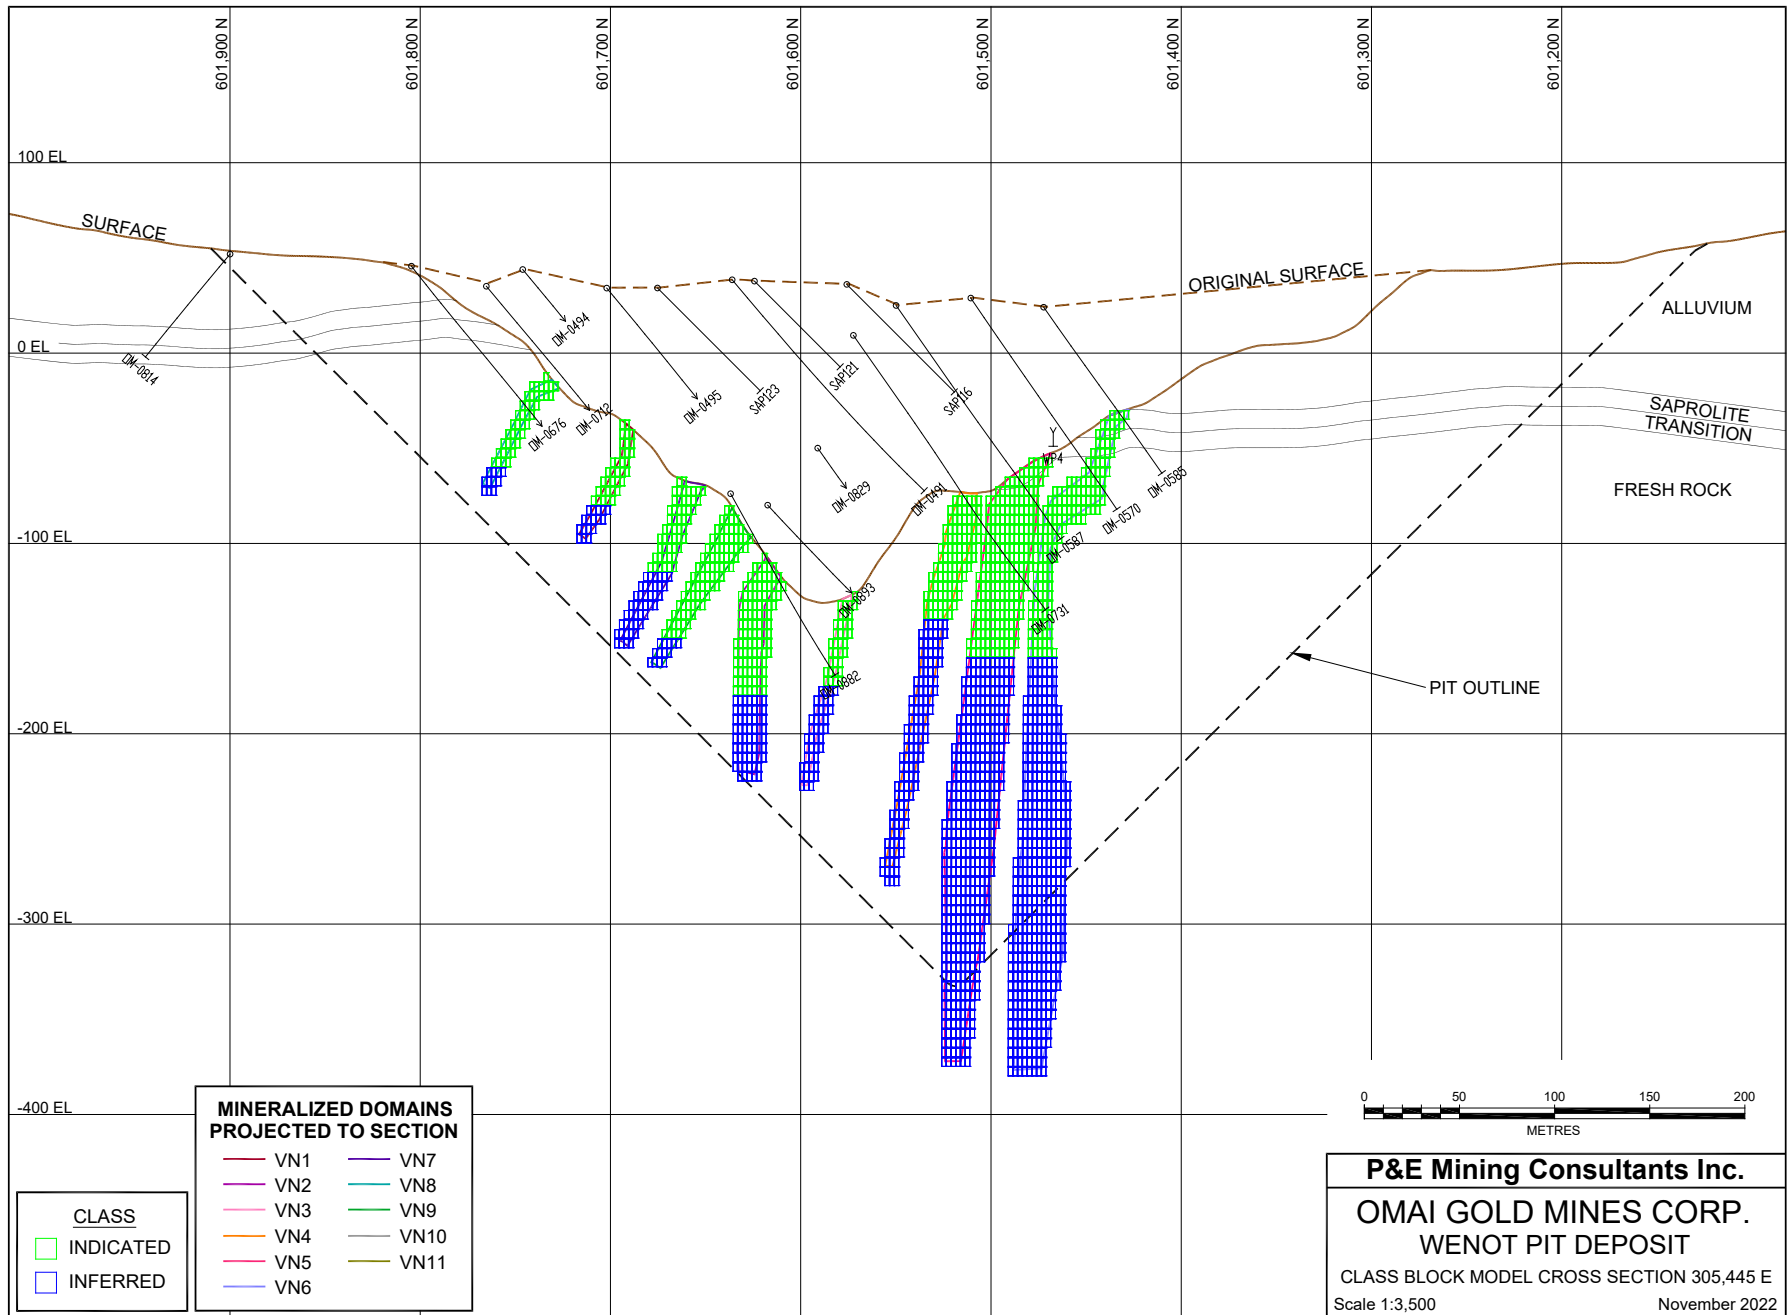 601,900 N
601,800 N
601,700 N
601,600 N
601,500 N
601,400 N
601,300 N
601,200 N
100 EL
SURFACE
ORIGINAL SURFACE
ALLUVIUM
0 EL
DM-0814
DM-0494
DM-0676
DM-0712
DM-0495
SAP123
SAP121
SAP116
DM-0829
DM-0491
WP4
Y
DM-0585
DM-0570
DM-0587
DM-0731
DM-0893
DM-0882
SAPROLITE
TRANSITION
FRESH ROCK
-100 EL
PIT OUTLINE
-200 EL
-300 EL
-400 EL
MINERALIZED DOMAINS
PROJECTED TO SECTION
VN1
VN2
VN3
VN4
VN5
VN6
VN7
VN8
VN9
VN10
VN11
CLASS
INDICATED
INFERRED
0 50 100 150 200
METRES
P&E Mining Consultants Inc.
OMAI GOLD MINES CORP.
WENOT PIT DEPOSIT
CLASS BLOCK MODEL CROSS SECTION 305,445 E
Scale 1:3,500 November 2022